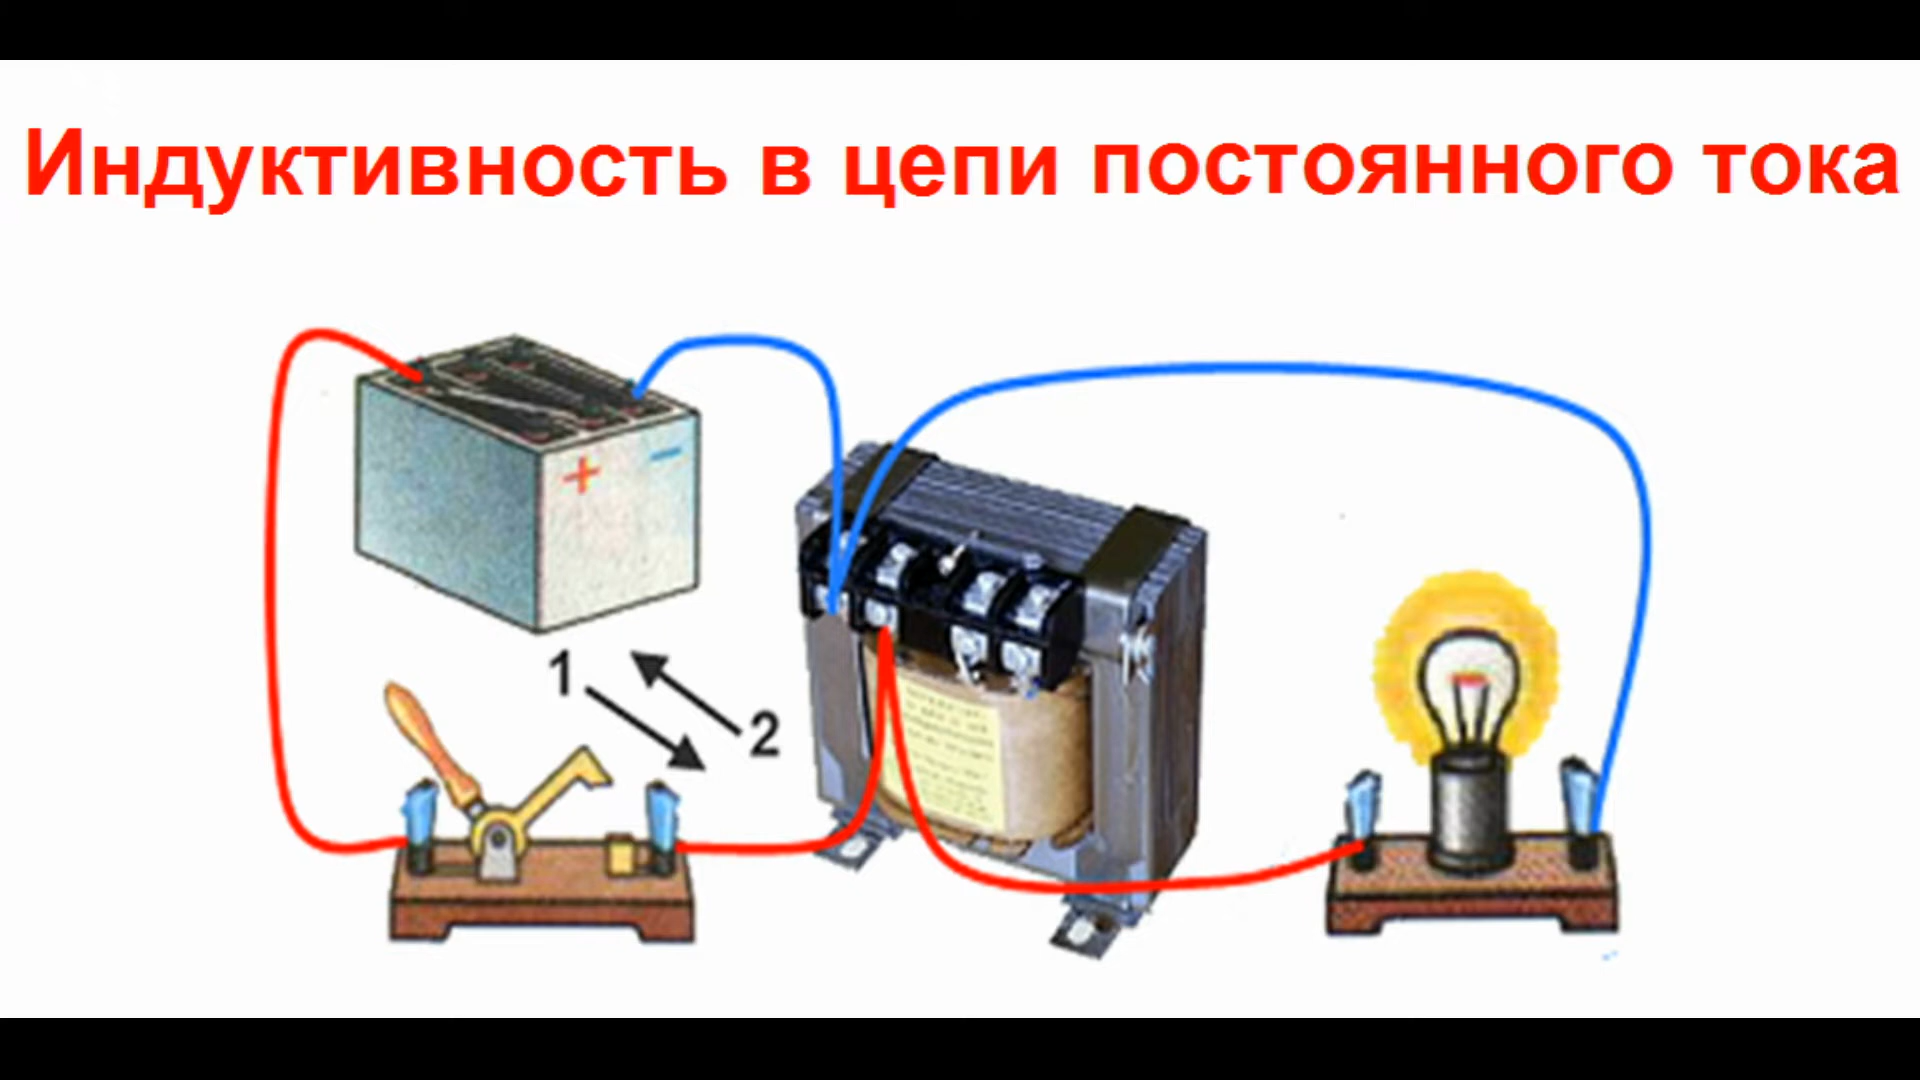 Индуктивность в цепи постоянного тока
+ −
1
2